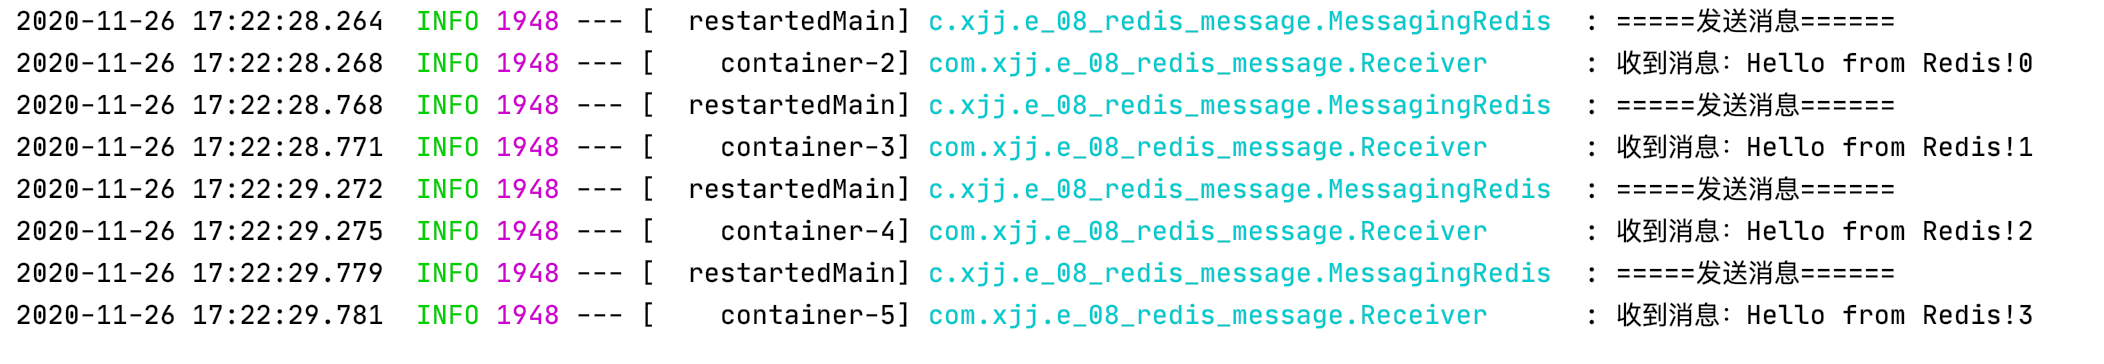 2020-11-26 17:22:28.264  INFO 1948 --- [  restartedMain] c.xjj.e_08_redis_message.MessagingRedis  : =====发送消息======
2020-11-26 17:22:28.268  INFO 1948 --- [    container-2] com.xjj.e_08_redis_message.Receiver      : 收到消息：Hello from Redis!0
2020-11-26 17:22:28.768  INFO 1948 --- [  restartedMain] c.xjj.e_08_redis_message.MessagingRedis  : =====发送消息======
2020-11-26 17:22:28.771  INFO 1948 --- [    container-3] com.xjj.e_08_redis_message.Receiver      : 收到消息：Hello from Redis!1
2020-11-26 17:22:29.272  INFO 1948 --- [  restartedMain] c.xjj.e_08_redis_message.MessagingRedis  : =====发送消息======
2020-11-26 17:22:29.275  INFO 1948 --- [    container-4] com.xjj.e_08_redis_message.Receiver      : 收到消息：Hello from Redis!2
2020-11-26 17:22:29.779  INFO 1948 --- [  restartedMain] c.xjj.e_08_redis_message.MessagingRedis  : =====发送消息======
2020-11-26 17:22:29.781  INFO 1948 --- [    container-5] com.xjj.e_08_redis_message.Receiver      : 收到消息：Hello from Redis!3